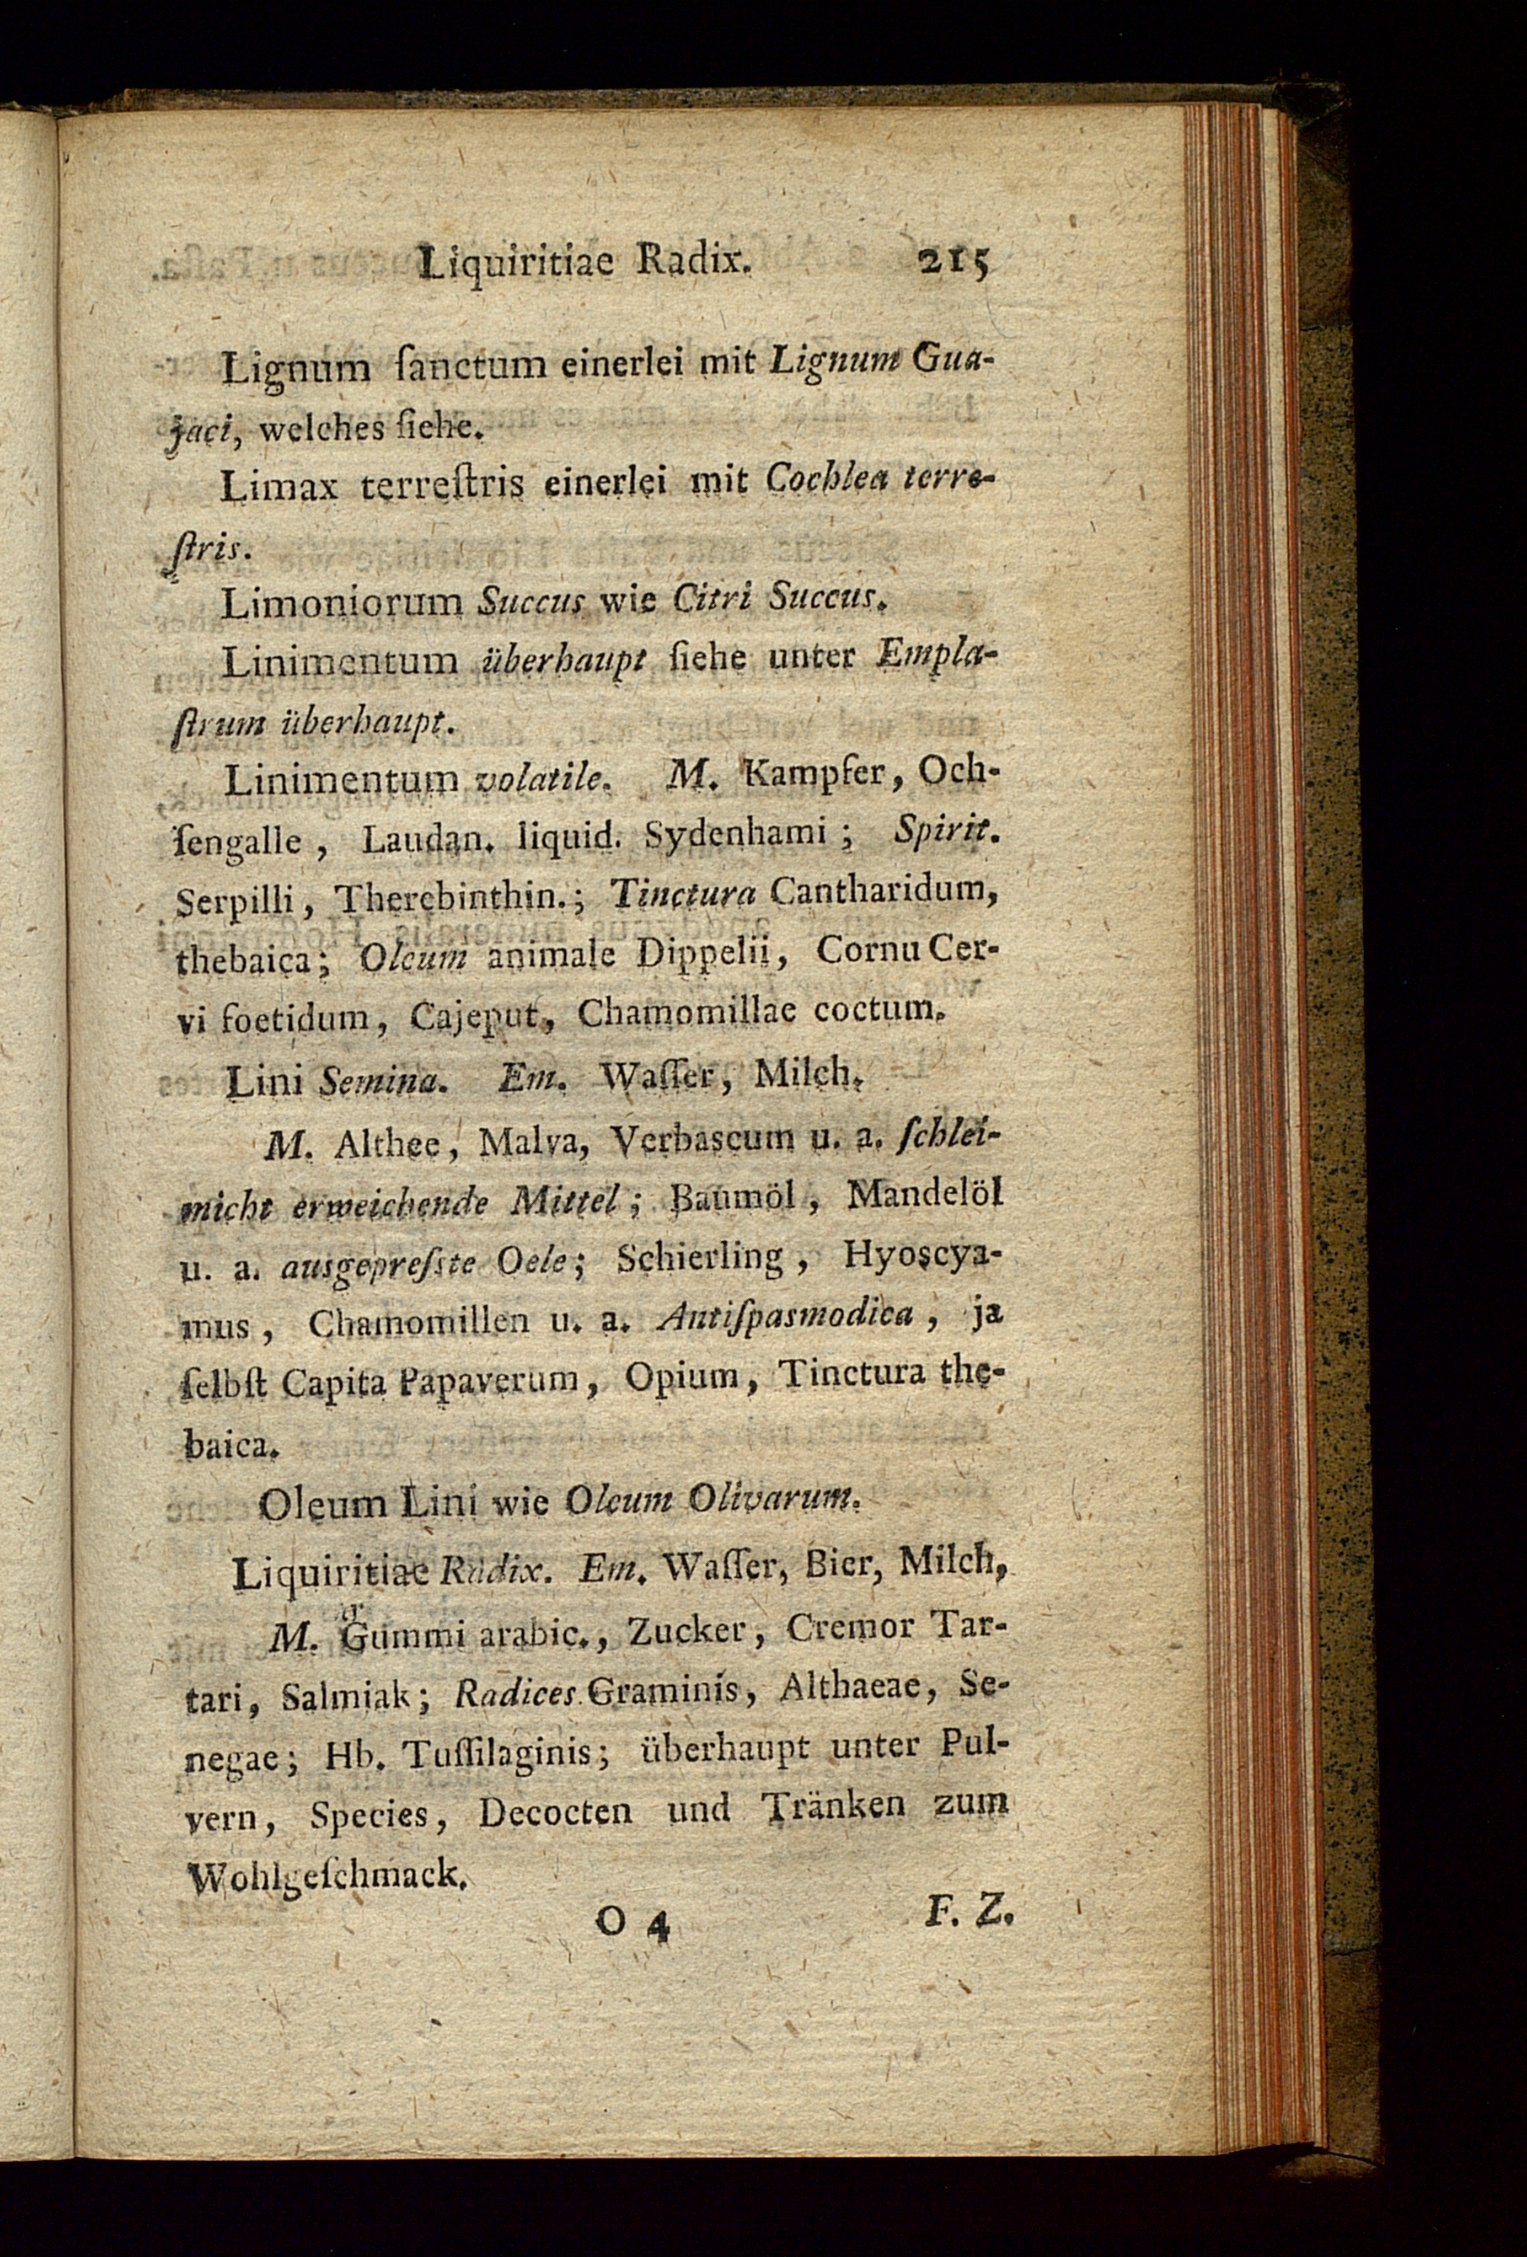 Liquiritiae Radix. 215
Lignum ſanctum einerlei mit Lignum Gua-
jaci, welches ſiehe.
Limax terreſtris einerlei mit Cochlea terre-
ſtris.
Limoniorum Succus wie Citri Succus.
Linimentum überhaupt ſiehe unter Empla-
ſtrum überhaupt.
Linimentum volatile. M. Kampfer, Och-
ſengalle, Laudan. liquid. Sydenhami; Spirit.
Serpilli, Therebinthin.; Tinctura Cantharidum,
thebaica; Oleum animale Dippelii, Cornu Cer-
vi foetidum, Cajeput, Chamomillae coctum.
Lini Semina. Em. Waſſer, Milch.
M. Althee, Malva, Verbascum u. a. ſchlei-
micht erweichende Mittel; Baumöl, Mandelöl
u. a. ausgepreſste Oele; Schierling, Hyoscya-
mus, Chamomillen u. a. Antiſpasmodica, ja
ſelbſt Capita Papaverum, Opium, Tinctura the-
baica.
Oleum Lini wie Oleum Olivarum.
Liquiritiae Radix. Em. Waſſer, Bier, Milch,
M. Gummi arabic., Zucker, Cremor Tar-
tari, Salmiak; Radices Graminis, Althaeae, Se-
negae; Hb. Tuſſilaginis; überhaupt unter Pul-
vern, Species, Decocten und Tränken zum
Wohlgeſchmack.
O 4 F. Z.